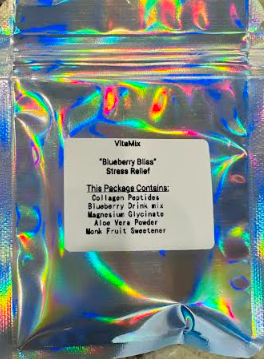 VitaMix
"Blueberry Bliss"
Stress Relief
This Package Contains:
Collagen Peptides
Blueberry Drink mix
Magnesium Glycinate
Aloe Vera Powder
Monk Fruit Sweetener